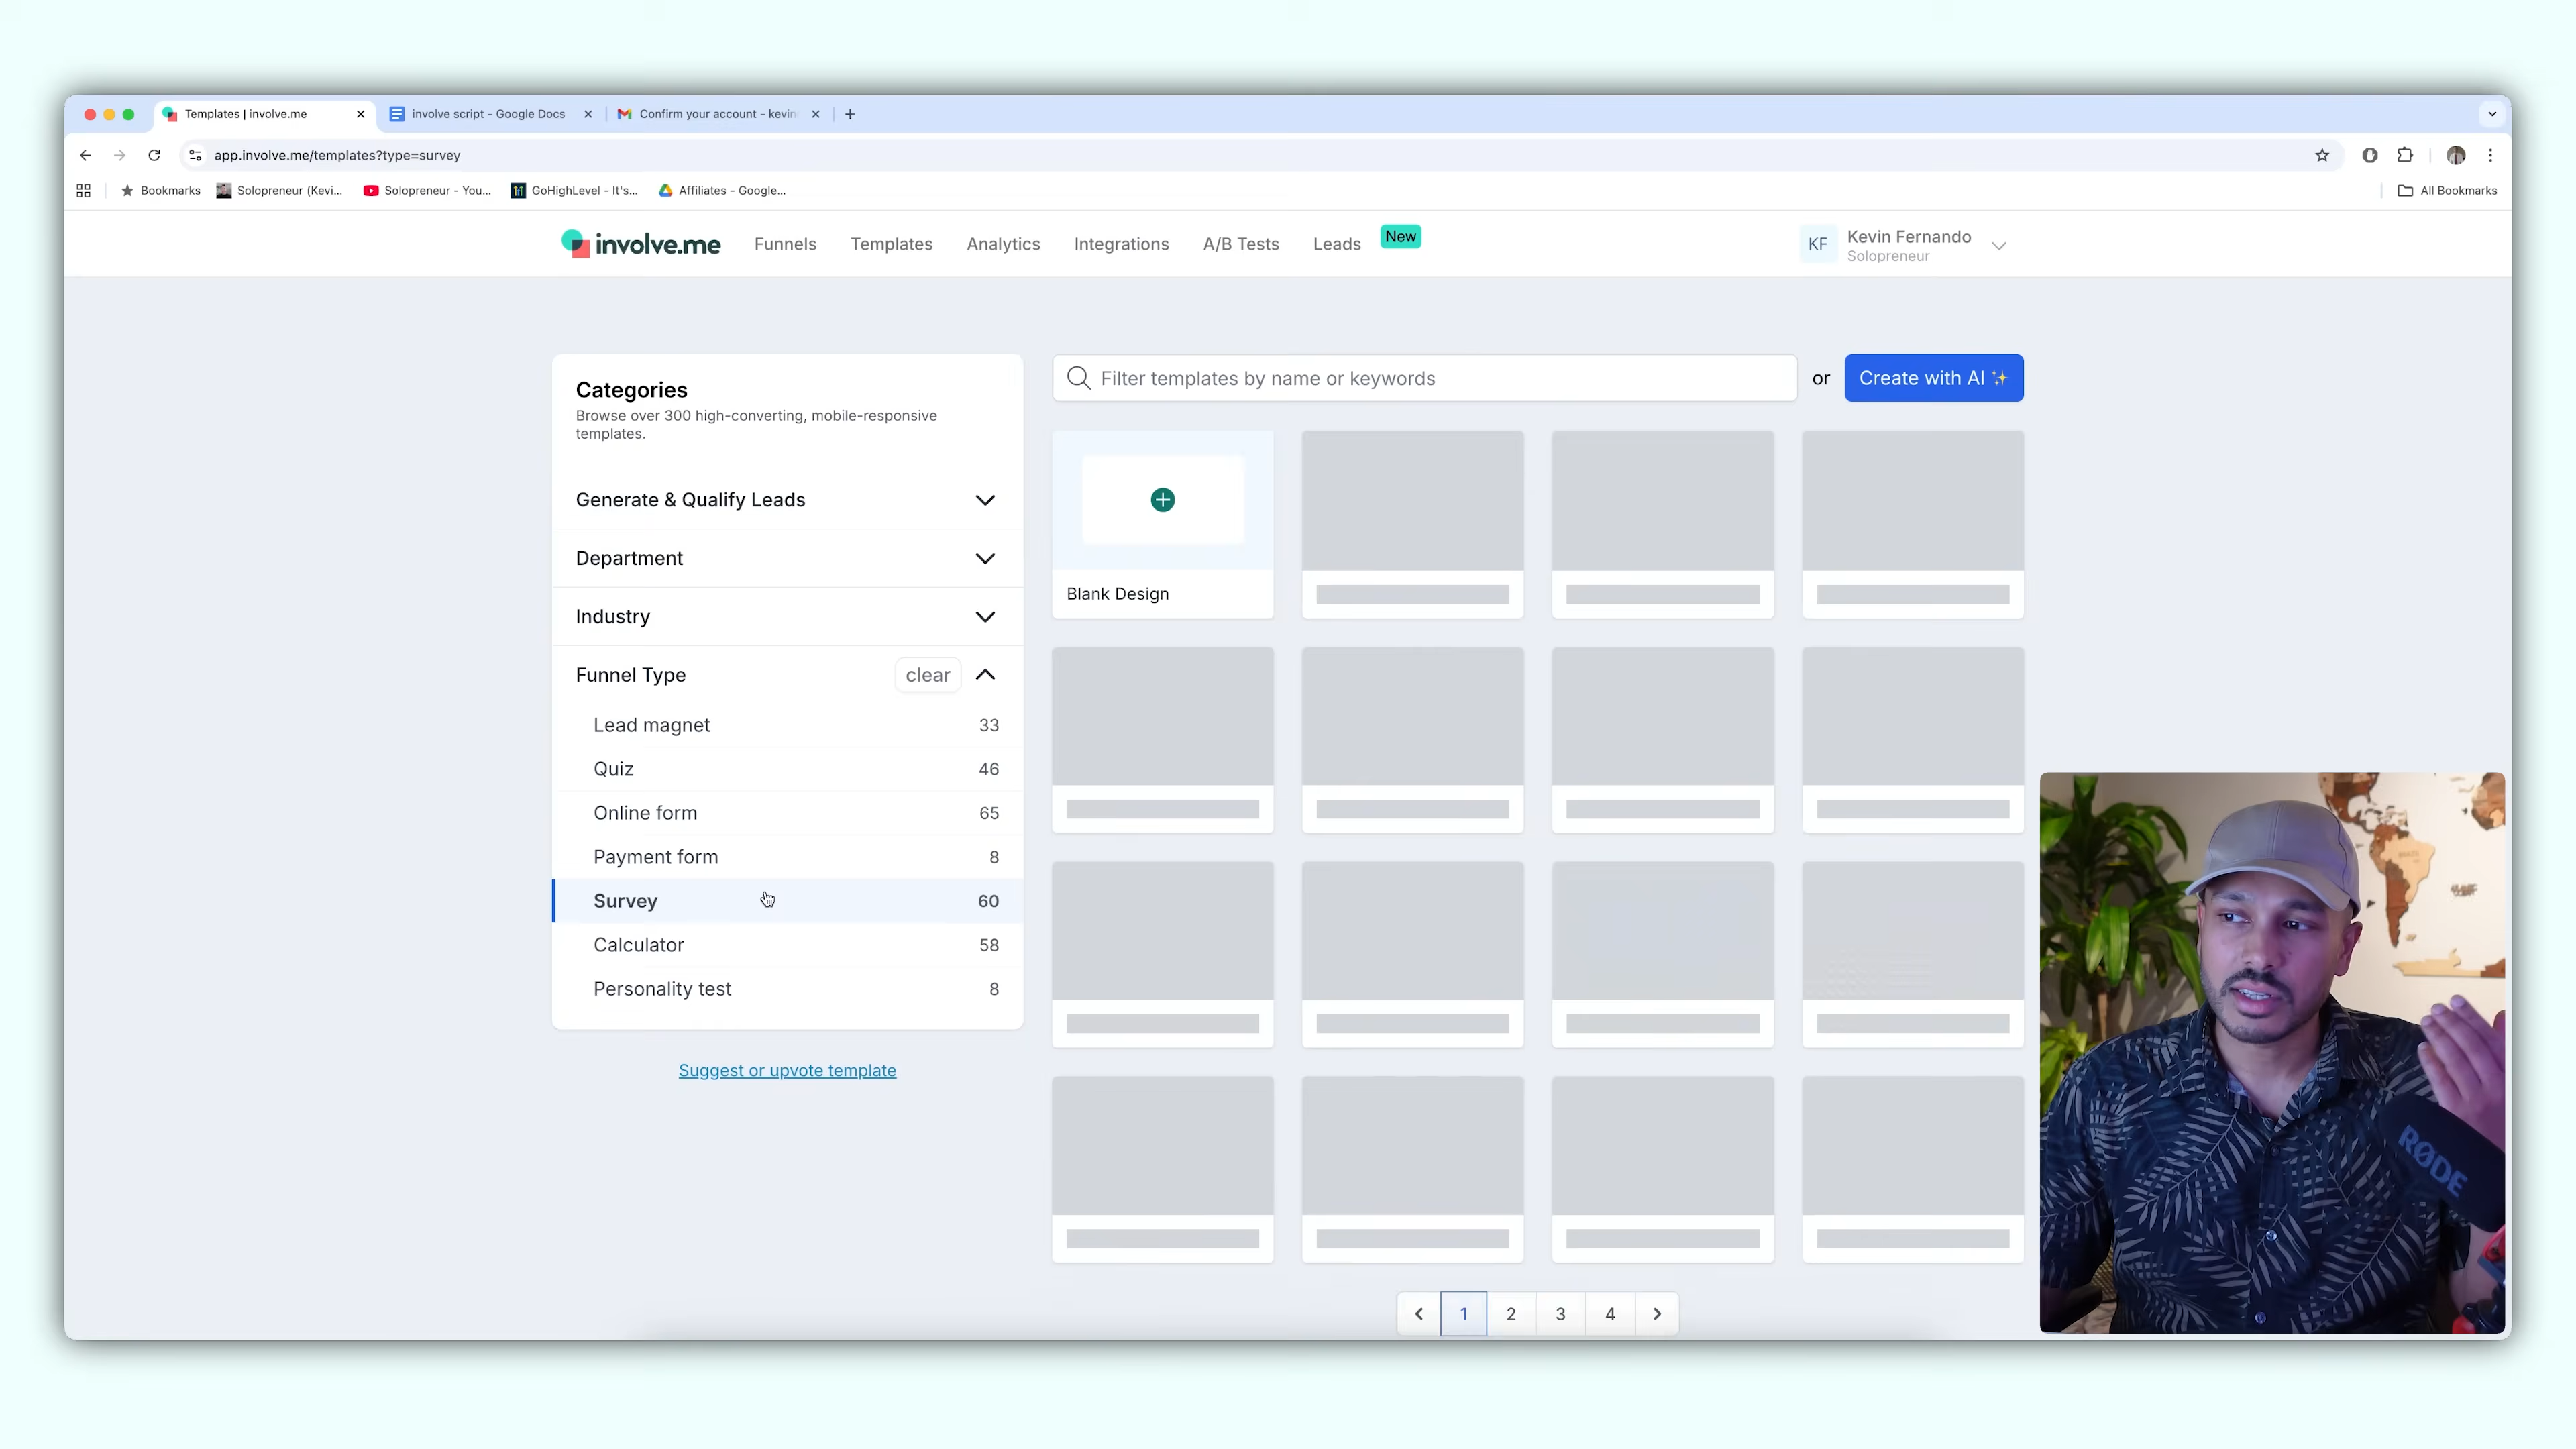 Templates | involve.me
involve script - Google Docs
Confirm your account - kevin
app.involve.me/templates?type=survey
Bookmarks
Solopreneur (Kevi...
Solopreneur - You...
GoHighLevel - It's...
Affiliates - Google...
All Bookmarks
involve.me
Funnels
Templates
Analytics
Integrations
A/B Tests
Leads
New
KF
Kevin Fernando
Solopreneur
Categories
Browse over 300 high-converting, mobile-responsive
templates.
Generate & Qualify Leads
Department
Industry
Funnel Type
clear
Lead magnet 33
Quiz 46
Online form 65
Payment form 8
Survey 60
Calculator 58
Personality test 8
Suggest or upvote template
Filter templates by name or keywords
or
Create with AI
Blank Design
1 2 3 4
BRAZIL
RØDE